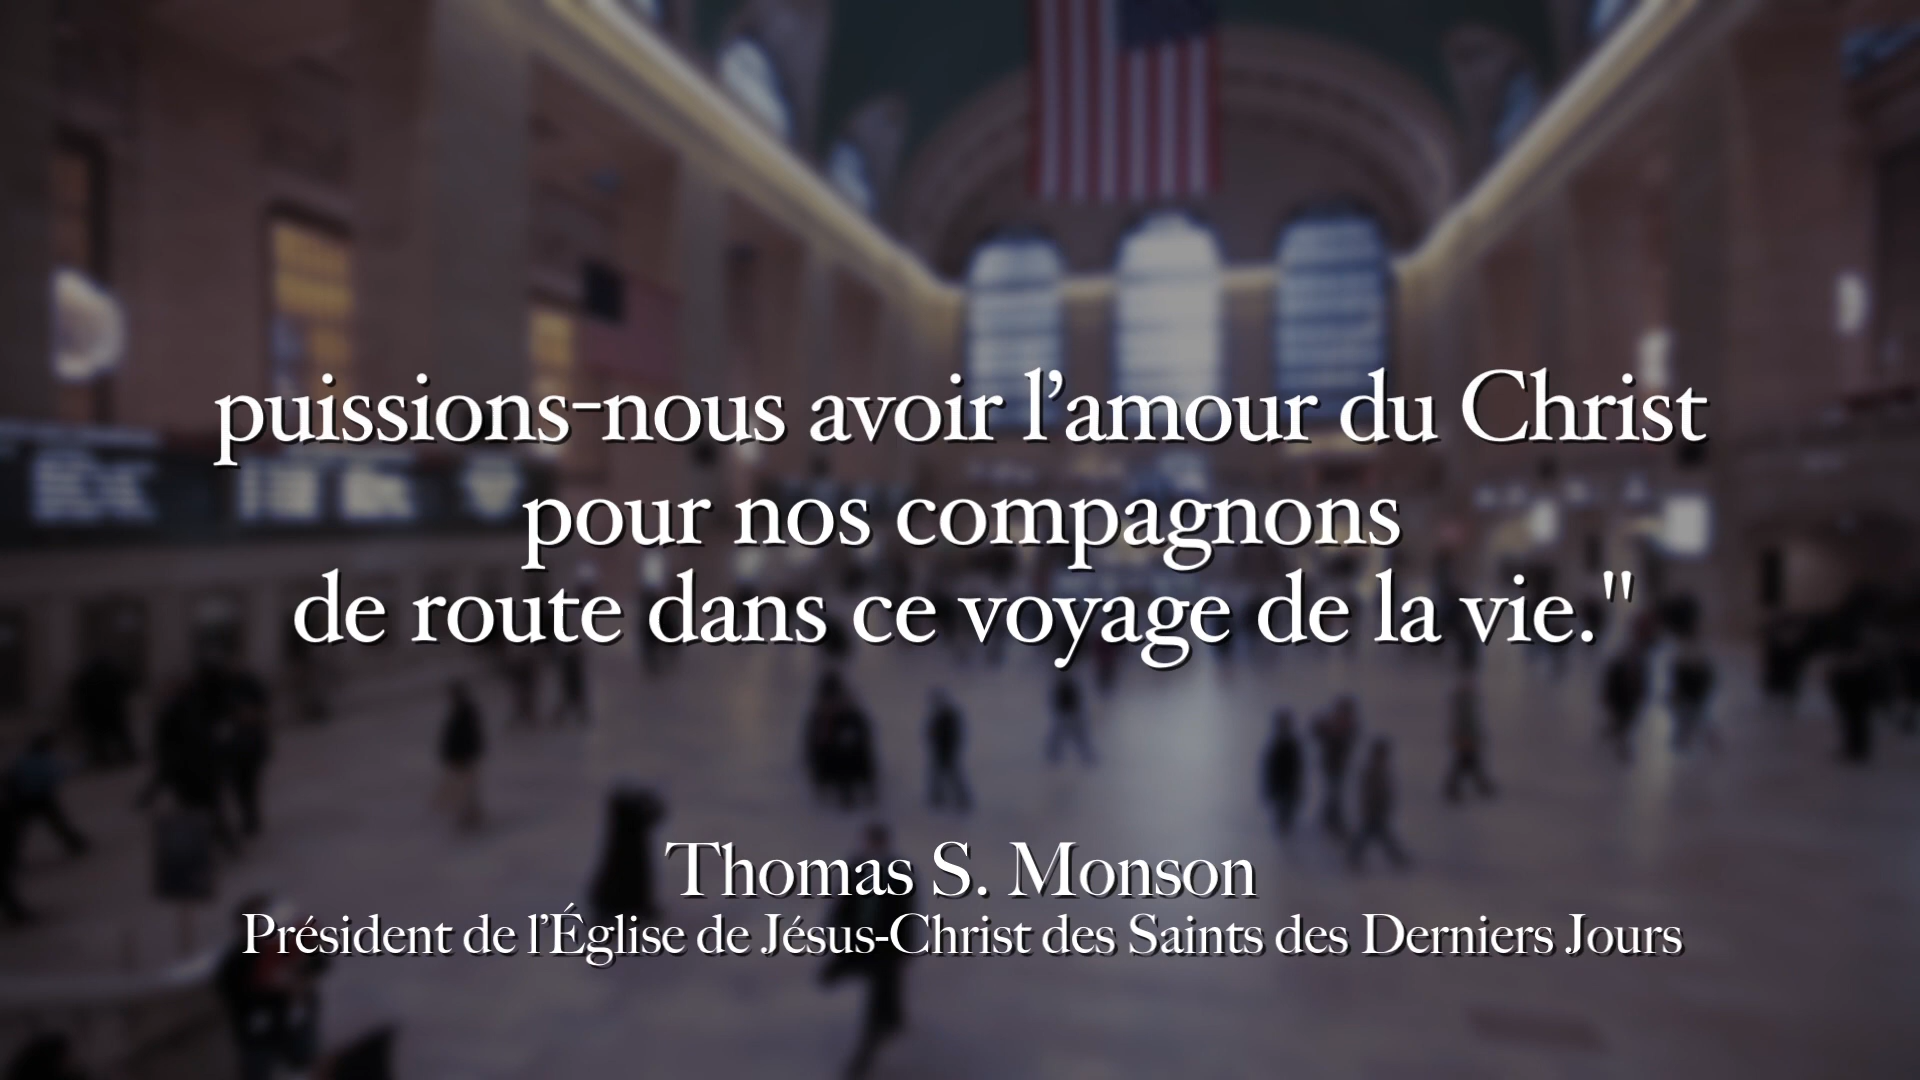 puissions-nous avoir l’amour du Christ
pour nos compagnons
de route dans ce voyage de la vie."
Thomas S. Monson
Président de l’Église de Jésus-Christ des Saints des Derniers Jours